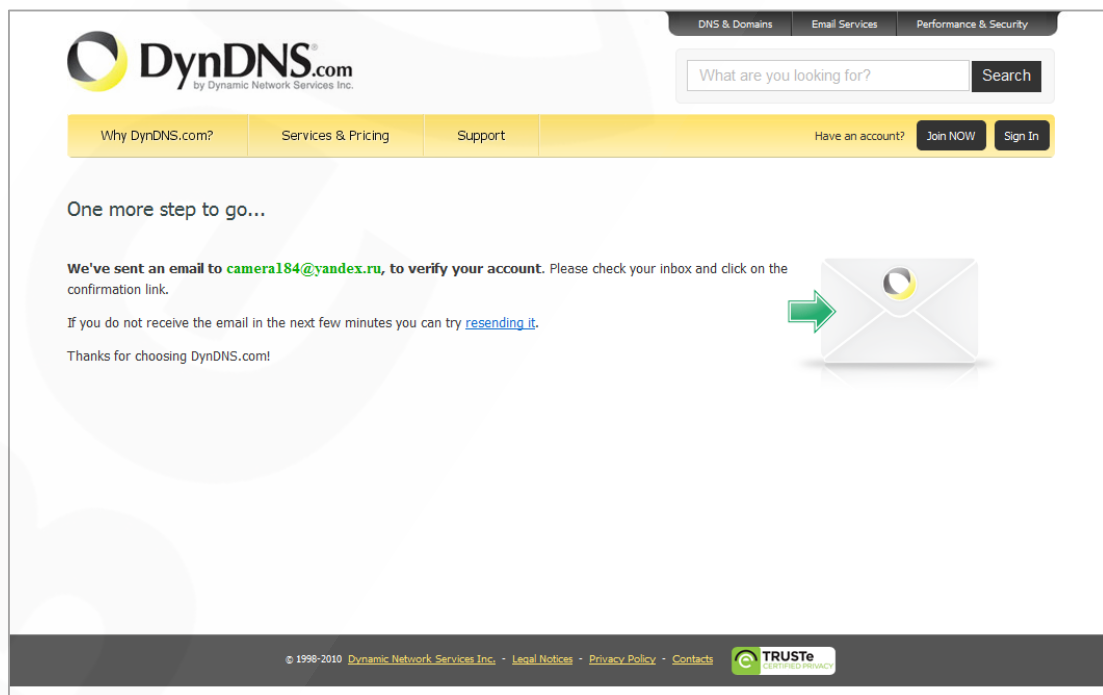 DNS & Domains Email Services Performance & Security
DynDNS.com
by Dynamic Network Services Inc.
What are you looking for? Search
Why DynDNS.com? Services & Pricing Support Have an account? Join NOW Sign In
One more step to go...
We've sent an email to camera184@yandex.ru, to verify your account. Please check your inbox and click on the
confirmation link.
If you do not receive the email in the next few minutes you can try resending it.
Thanks for choosing DynDNS.com!
© 1998-2010 Dynamic Network Services Inc. - Legal Notices - Privacy Policy - Contacts
TRUSTe
CERTIFIED PRIVACY